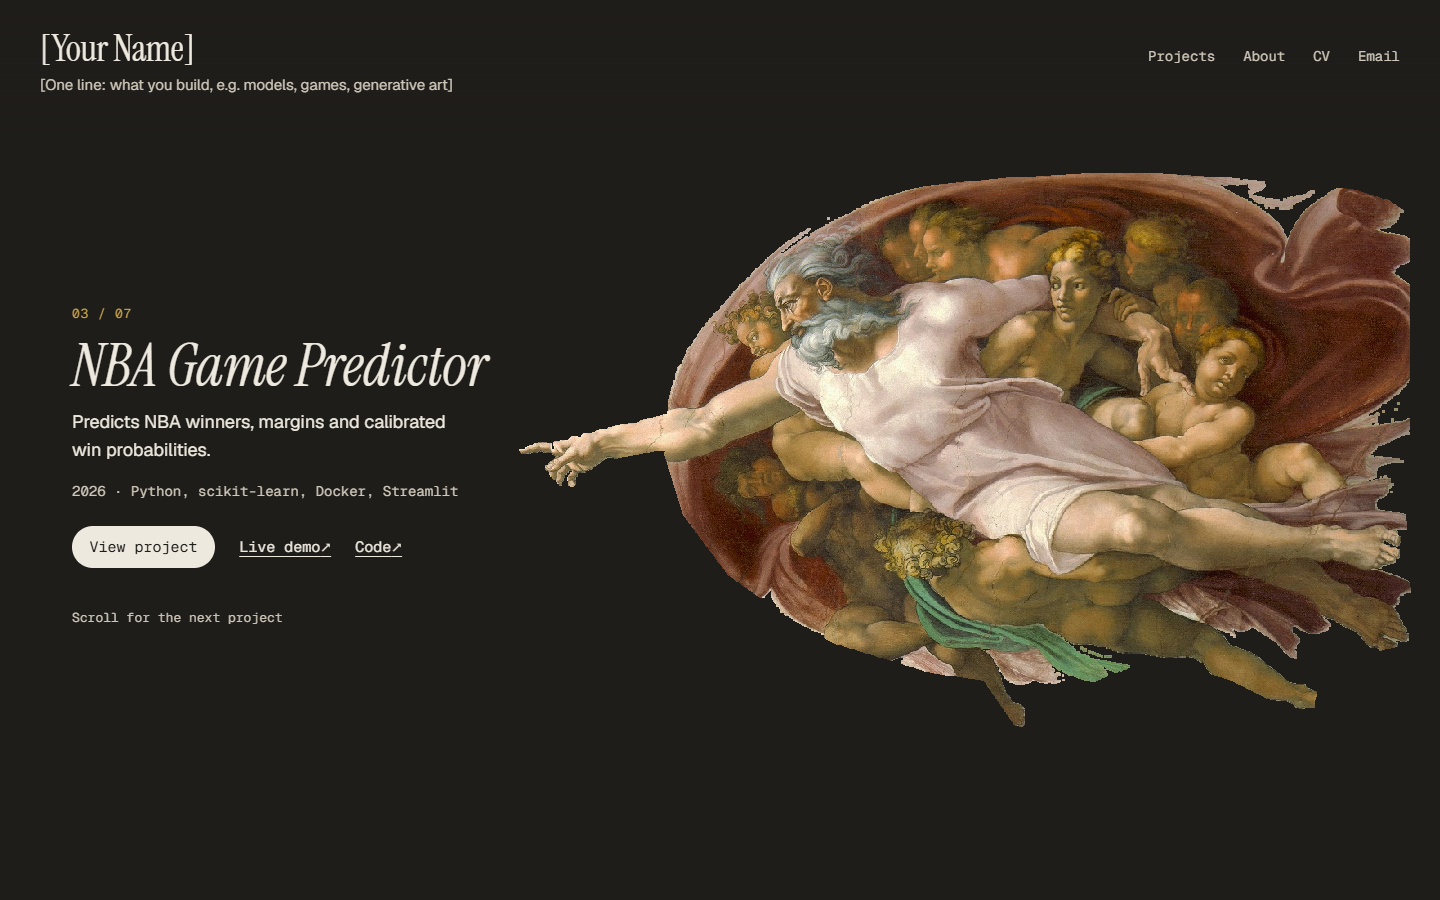 [Your Name]
[One line: what you build, e.g. models, games, generative art]
Projects About CV Email
03 / 07
NBA Game Predictor
Predicts NBA winners, margins and calibrated
win probabilities.
2026 · Python, scikit-learn, Docker, Streamlit
View project Live demo↗ Code↗
Scroll for the next project